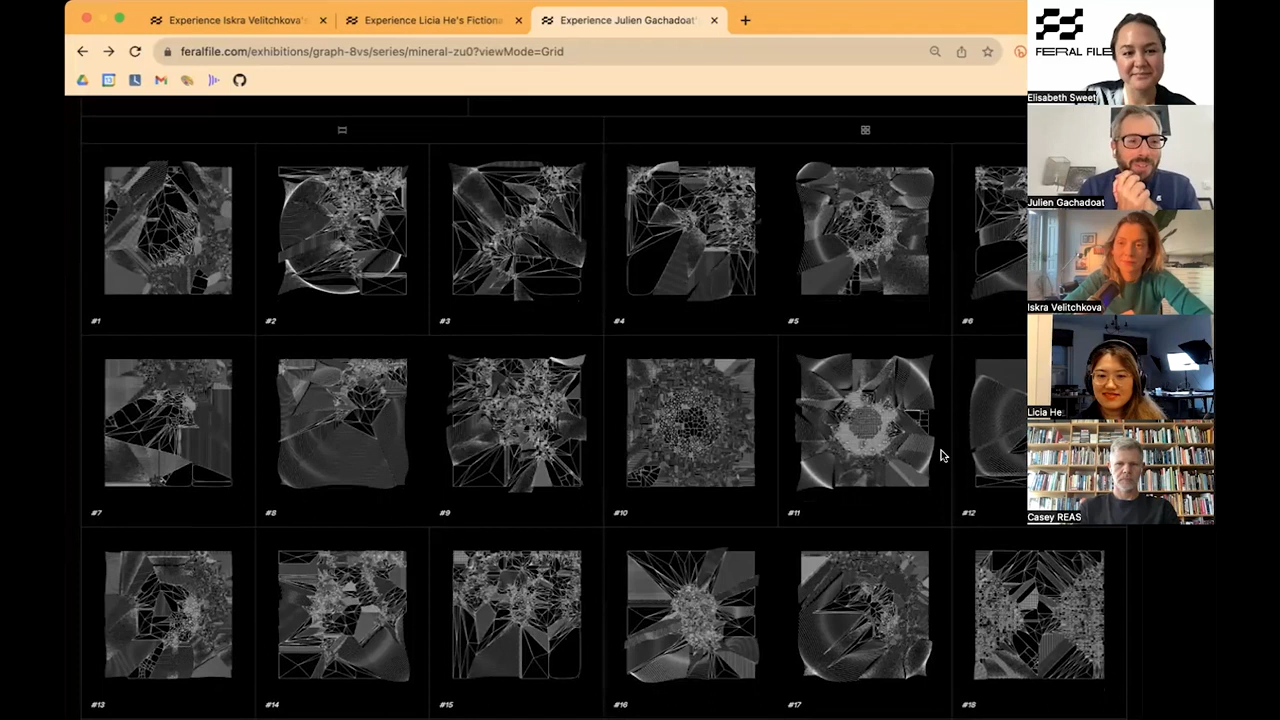 Experience Iskra Velitchkova's
Experience Licia He's Fictiona
Experience Julien Gachadoat'
feralfile.com/exhibitions/graph-8vs/series/mineral-zu0?viewMode=Grid
FERAL FILE
Elisabeth Sweet
Julien Gachadoat
Iskra Velitchkova
Licia He
Casey REAS
#1
#2
#3
#4
#5
#6
#7
#8
#9
#10
#11
#12
#13
#14
#15
#16
#17
#18